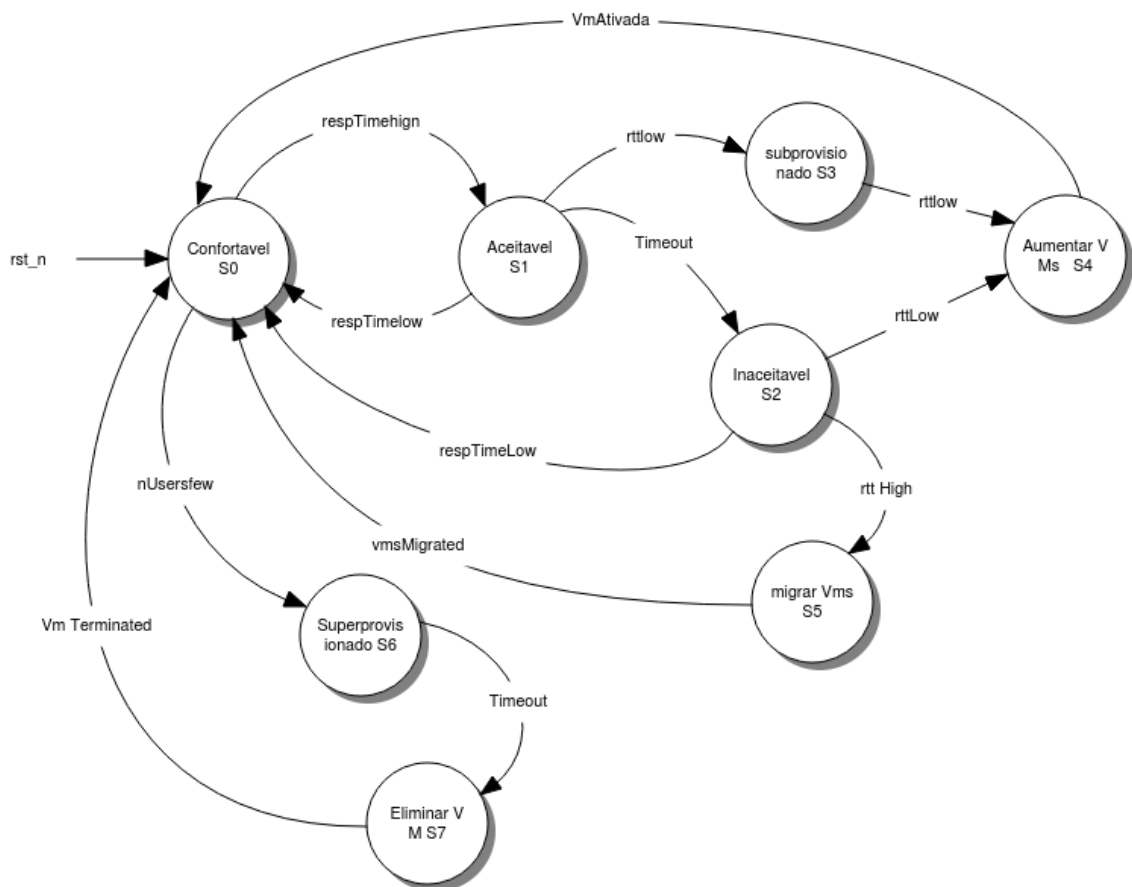 VmAtivada
respTimehign
rttlow
subprovisio
nado S3
rttlow
Confortavel
S0
Aceitavel
S1
Timeout
Aumentar V
Ms S4
rst_n
respTimelow
rttLow
Inaceitavel
S2
respTimeLow
nUsersfew
rtt High
vmsMigrated
migrar Vms
S5
Vm Terminated
Superprovis
ionado S6
Timeout
Eliminar V
M S7